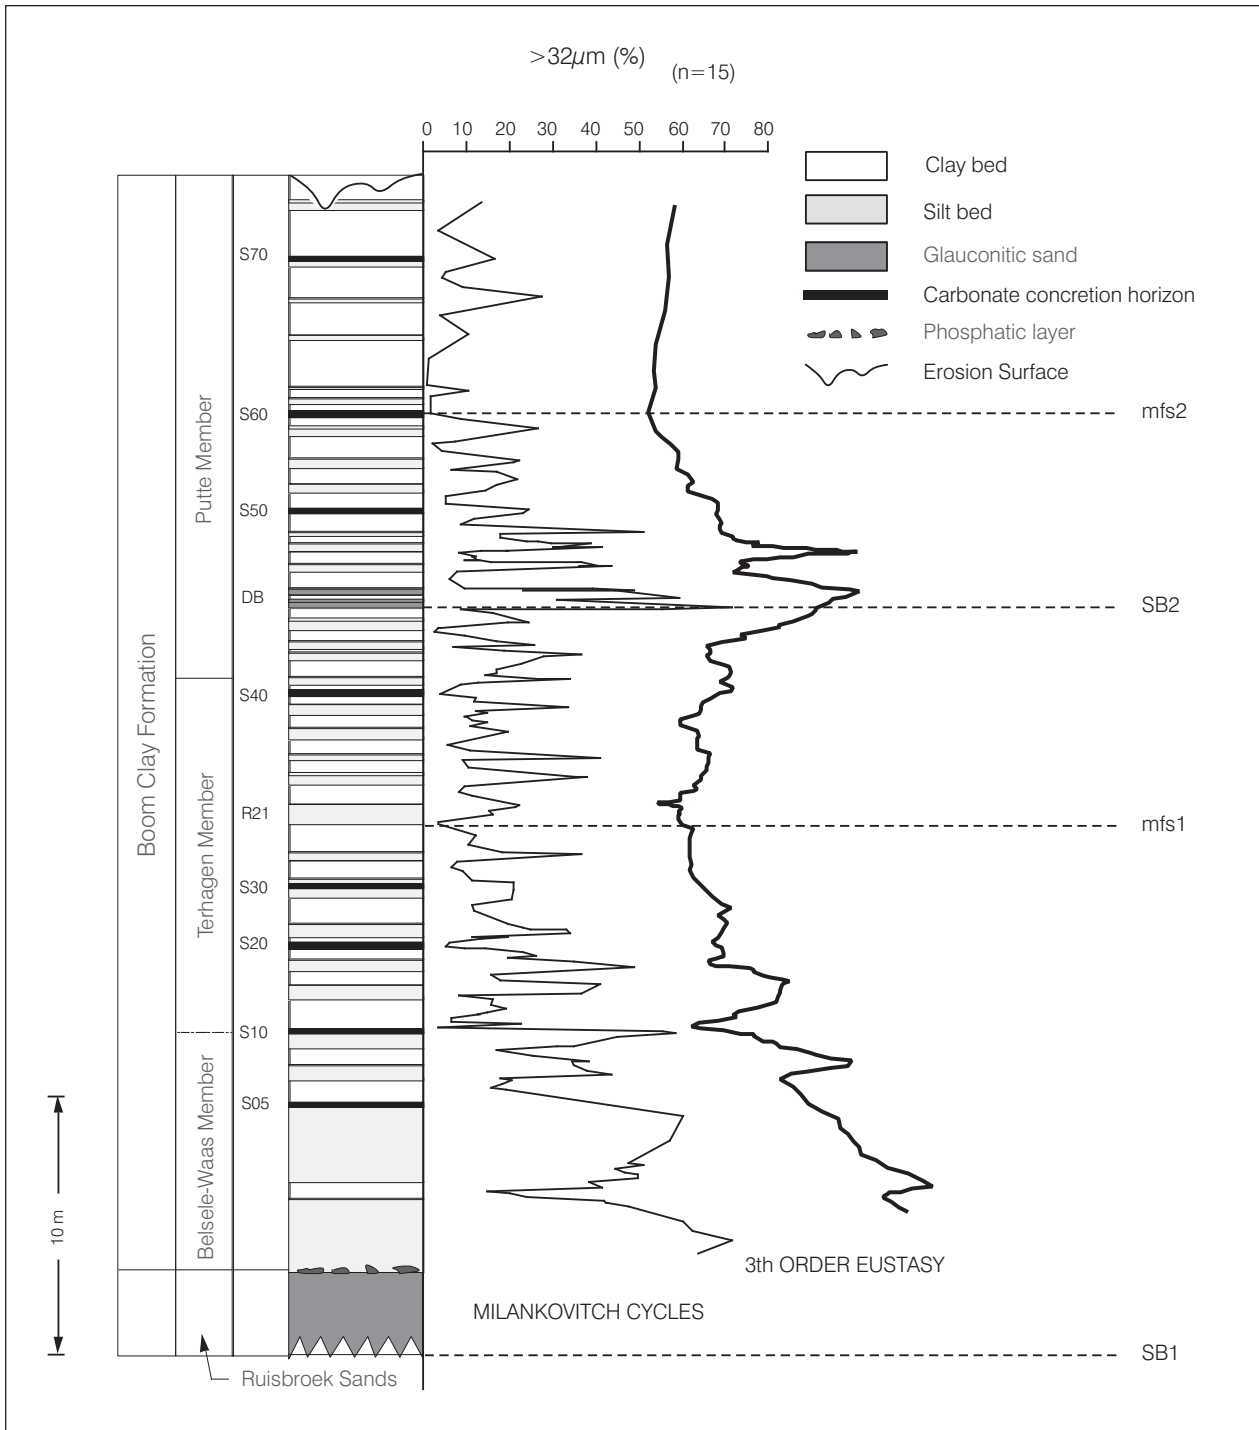 >32µm (%) (n=15)
0 10 20 30 40 50 60 70 80
Clay bed
Silt bed
Glauconitic sand
Carbonate concretion horizon
Phosphatic layer
Erosion Surface
Boom Clay Formation
Putte Member
Terhagen Member
Belsele-Waas Member
S70
S60
S50
DB
S40
R21
S30
S20
S10
S05
mfs2
SB2
mfs1
SB1
10 m
3th ORDER EUSTASY
MILANKOVITCH CYCLES
Ruisbroek Sands